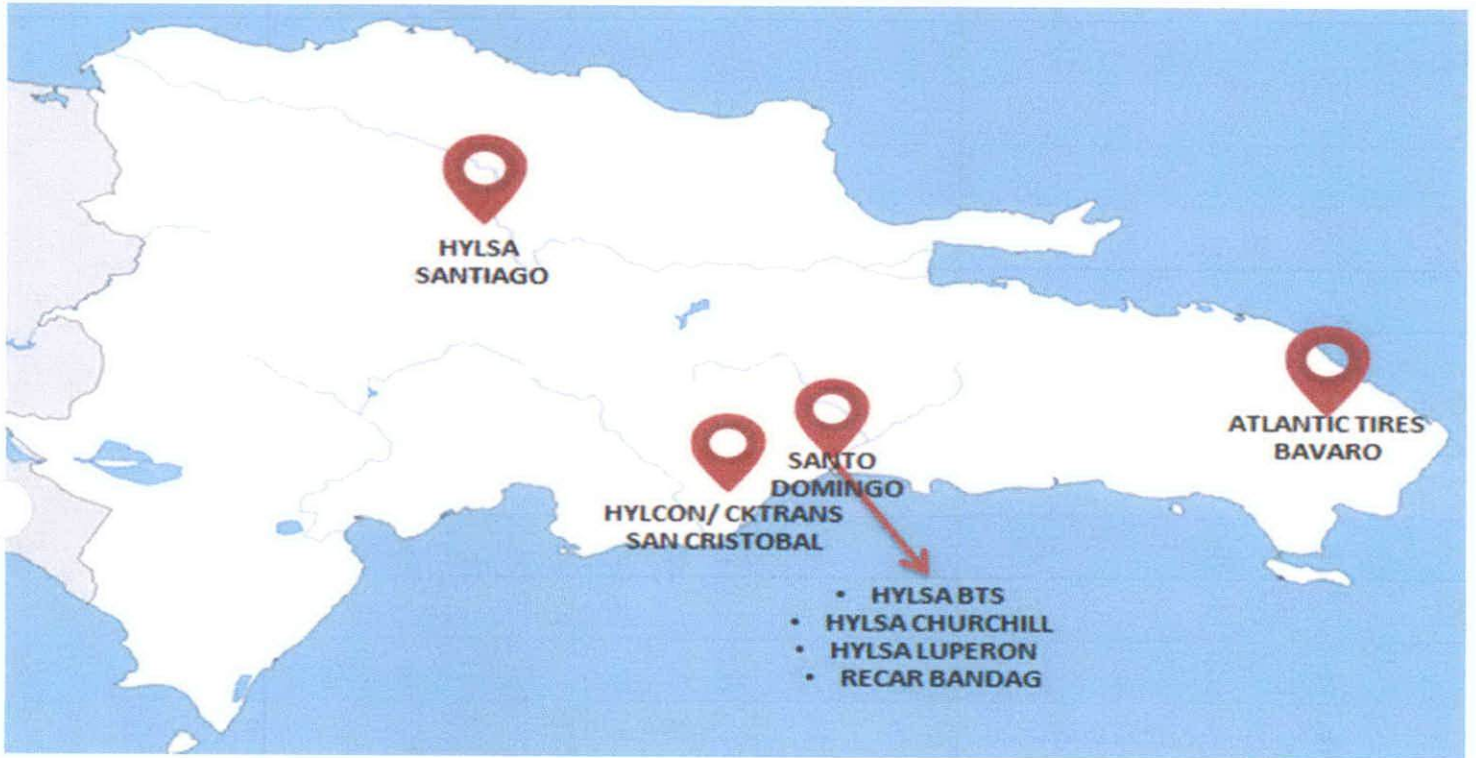 HYLSA
SANTIAGO
ATLANTIC TIRES
BAVARO
SANTO
DOMINGO
HYLCON/ CKTRANS
SAN CRISTOBAL
• HYLSA BTS
• HYLSA CHURCHILL
• HYLSA LUPERON
• RECAR BANDAG